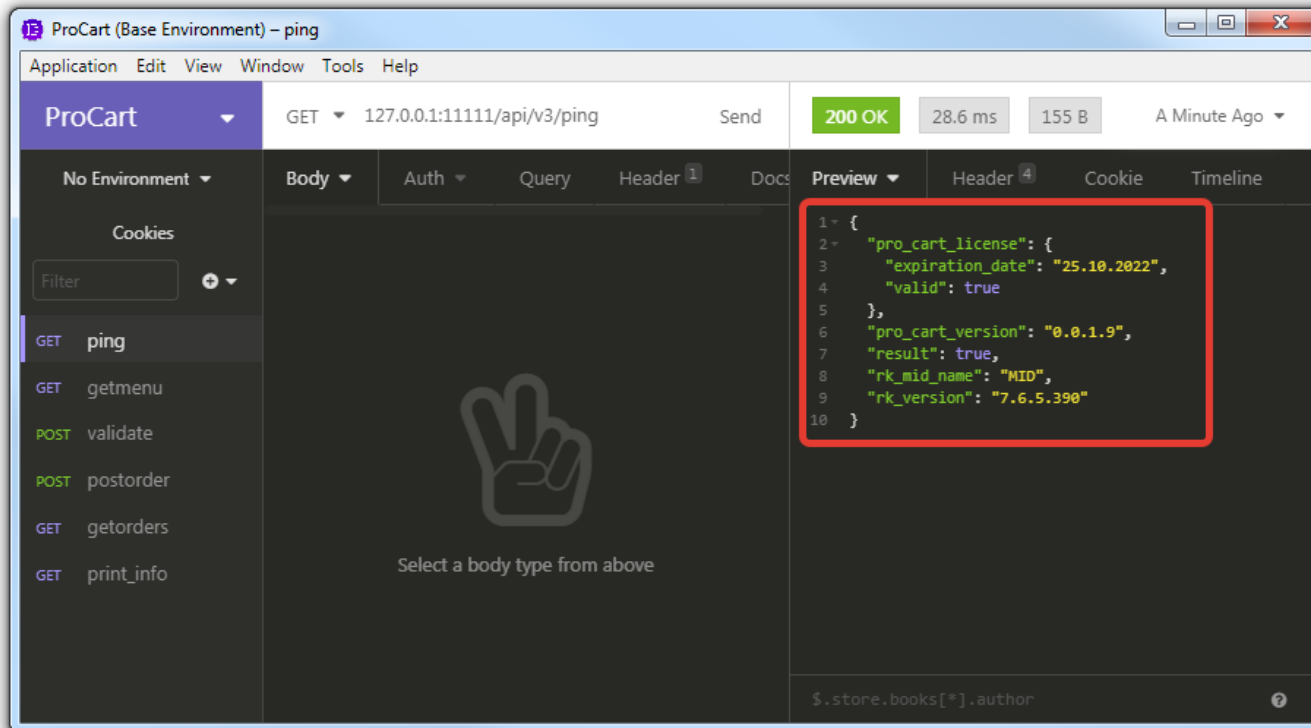 ProCart (Base Environment) – ping
Application Edit View Window Tools Help
ProCart
GET 127.0.0.1:11111/api/v3/ping Send
200 OK 28.6 ms 155 B A Minute Ago
No Environment
Body Auth Query Header 1 Docs
Preview Header 4 Cookie Timeline
Cookies
Filter
GET ping
GET getmenu
POST validate
POST postorder
GET getorders
GET print_info
Select a body type from above
1 {
2 "pro_cart_license": {
3 "expiration_date": "25.10.2022",
4 "valid": true
5 },
6 "pro_cart_version": "0.0.1.9",
7 "result": true,
8 "rk_mid_name": "MID",
9 "rk_version": "7.6.5.390"
10 }
$.store.books[*].author